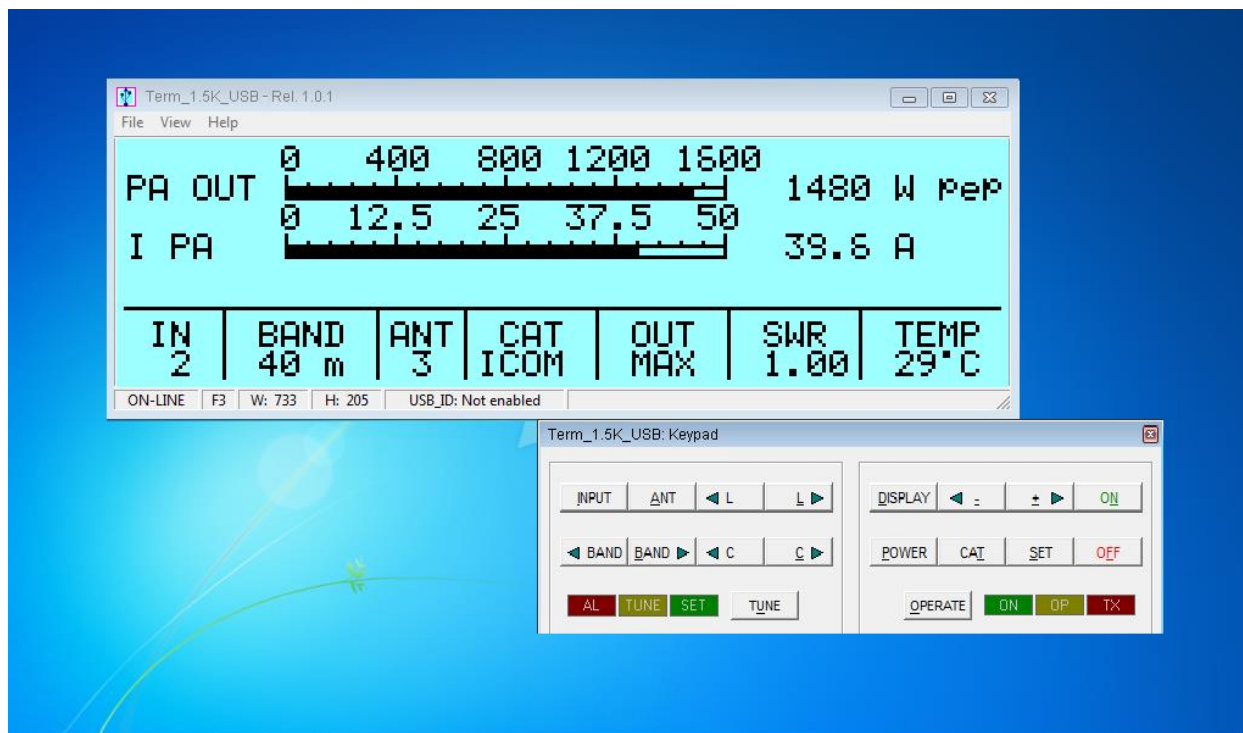 Term_1.5K_USB - Rel. 1.0.1
File View Help
0 400 800 1200 1600
PA OUT 1480 W pep
0 12.5 25 37.5 50
I PA 39.6 A
IN BAND ANT CAT OUT SWR TEMP
2 40 m 3 ICOM MAX 1.00 29°C
ON-LINE F3 W: 733 H: 205 USB_ID: Not enabled
Term_1.5K_USB: Keypad
INPUT ANT L L DISPLAY - + ON
BAND BAND C C POWER CAT SET OFF
AL TUNE SET TUNE OPERATE ON OP TX